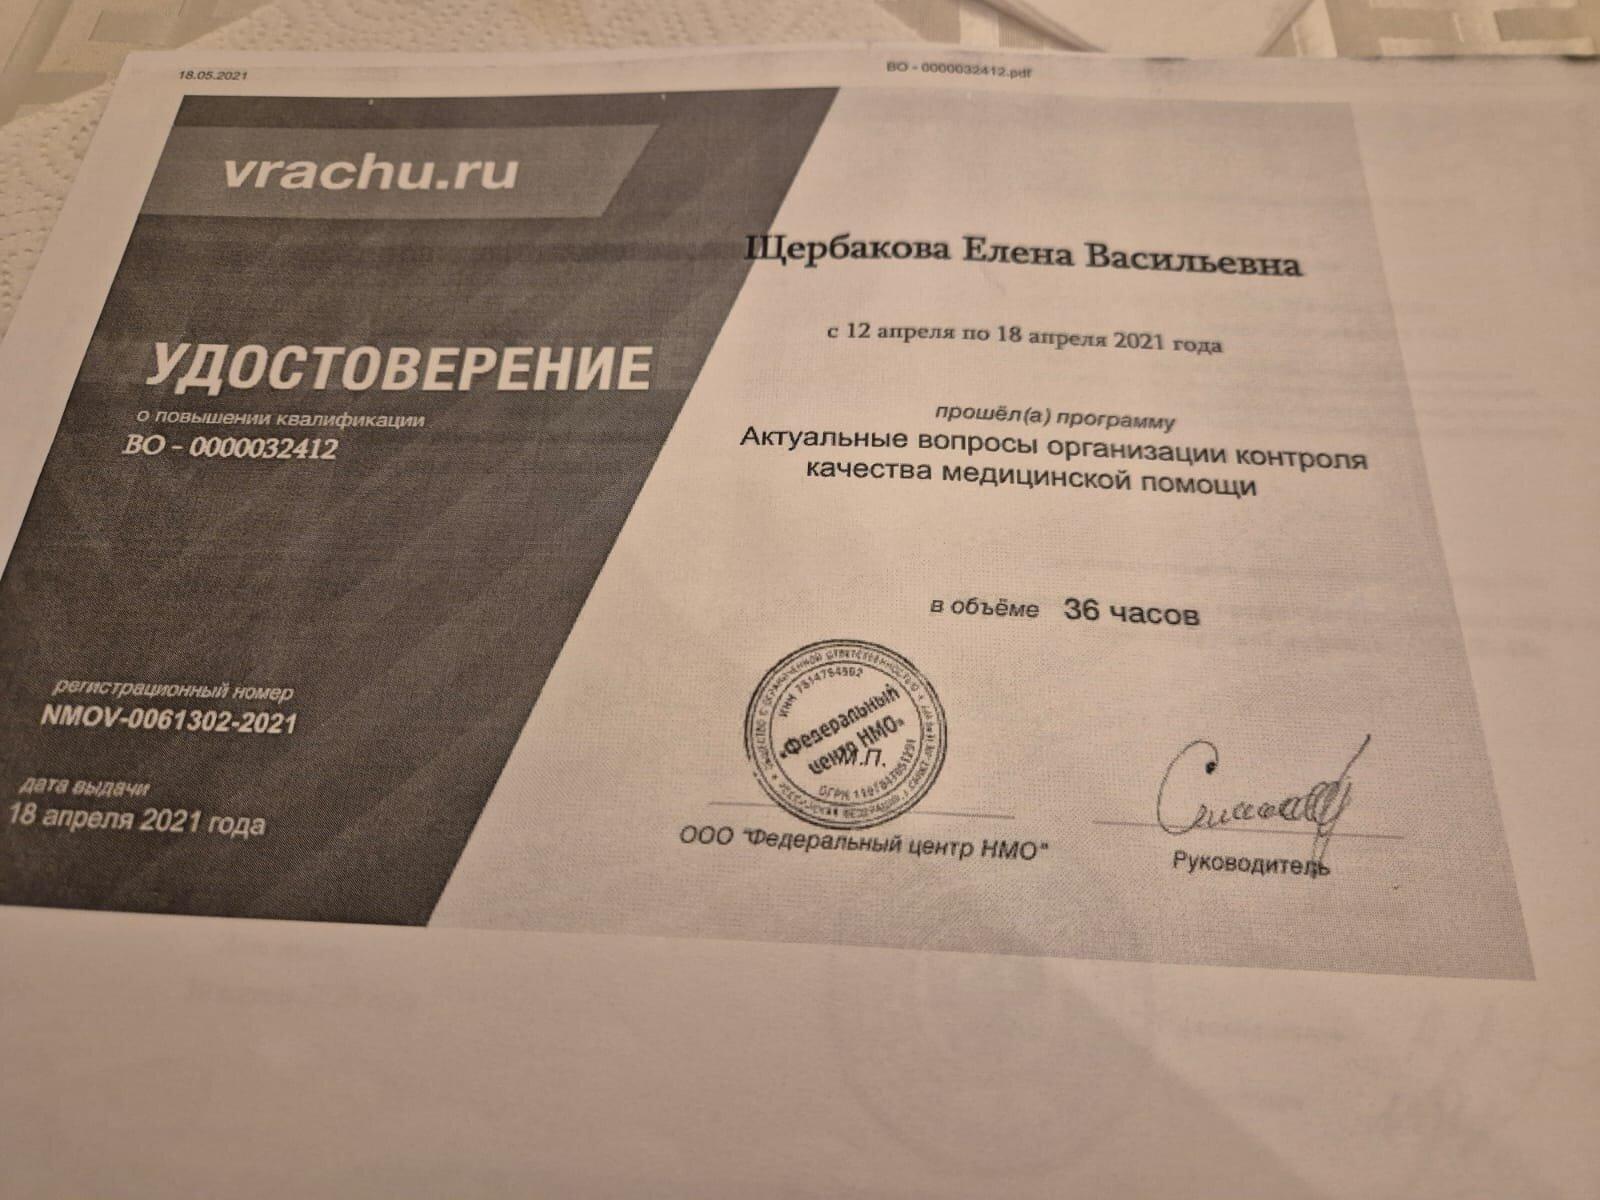 18.05.2021
ВО - 0000032412.pdf
vrachu.ru
УДОСТОВЕРЕНИЕ
о повышении квалификации
ВО - 0000032412
регистрационный номер
NMOV-0061302-2021
дата выдачи
18 апреля 2021 года
Щербакова Елена Васильевна
с 12 апреля по 18 апреля 2021 года
прошёл(а) программу
Актуальные вопросы организации контроля
качества медицинской помощи
в объёме 36 часов
«Федеральный
центр НМО»
М.П.
ООО "Федеральный центр НМО"
Руководитель